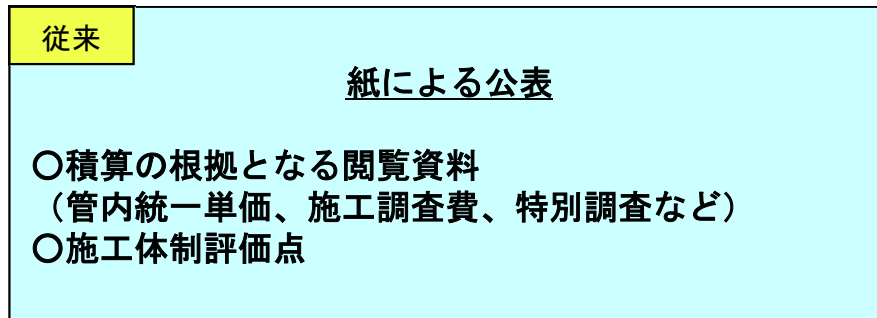 従来
紙による公表
〇積算の根拠となる閲覧資料
（管内統一単価、施工調査費、特別調査など）
〇施工体制評価点